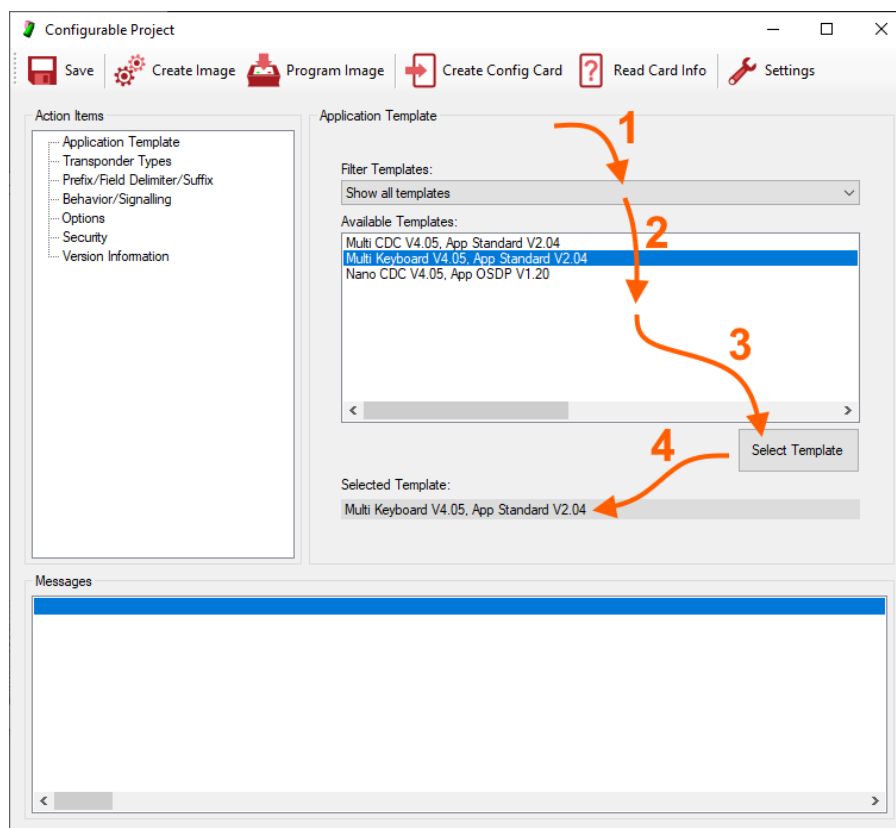 Configurable Project
Save Create Image Program Image Create Config Card Read Card Info Settings
Action Items
Application Template
Transponder Types
Prefix/Field Delimiter/Suffix
Behavior/Signalling
Options
Security
Version Information
Application Template
1
Filter Templates:
Show all templates
2
Available Templates:
Multi CDC V4.05, App Standard V2.04
Multi Keyboard V4.05, App Standard V2.04
Nano CDC V4.05, App OSDP V1.20
3
Select Template
4
Selected Template:
Multi Keyboard V4.05, App Standard V2.04
Messages